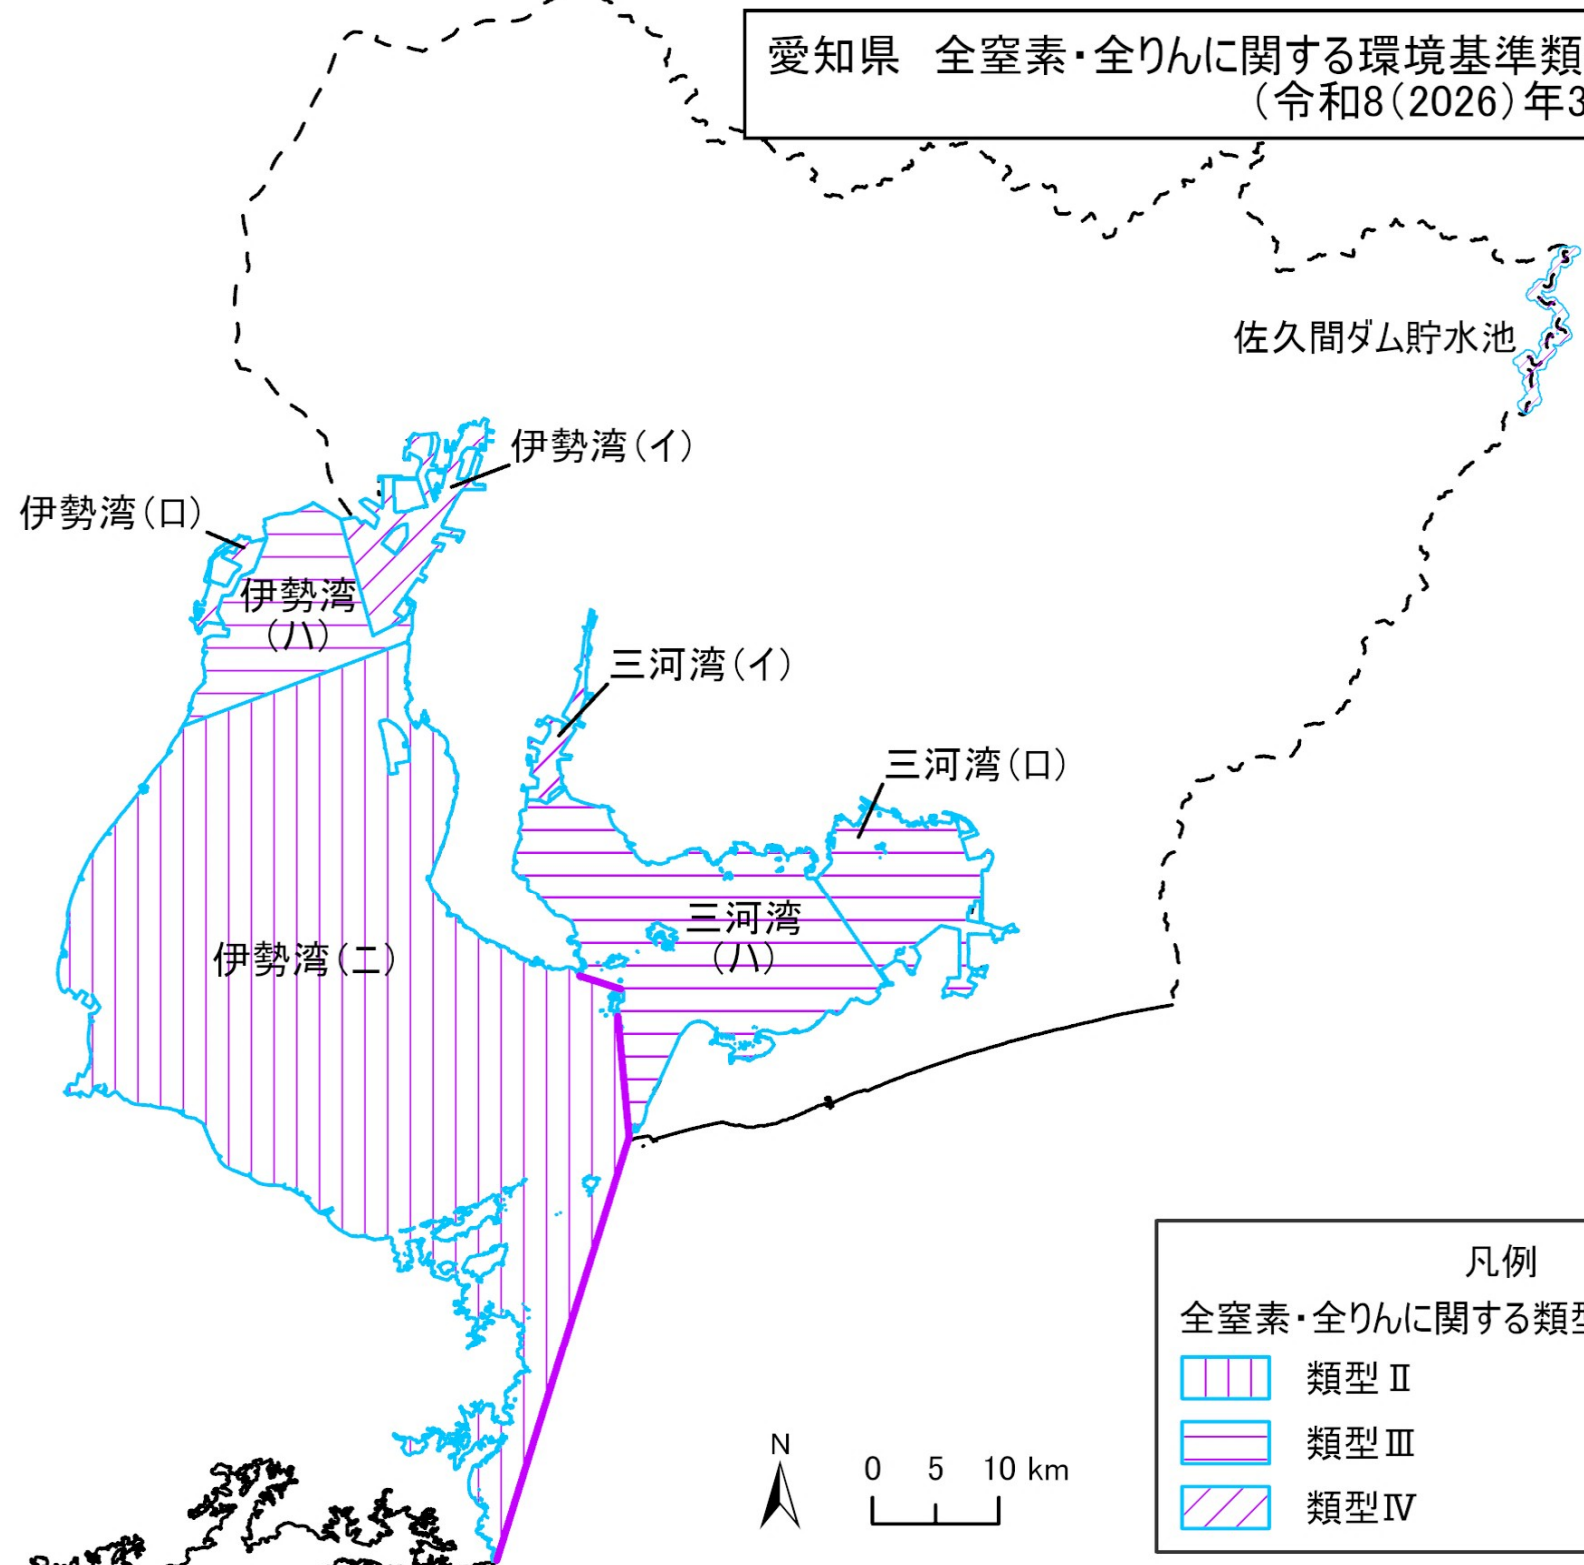 愛知県 全窒素・全りんに関する環境基準類
(令和8(2026)年3
佐久間ダム貯水池
伊勢湾(イ)
伊勢湾(ロ)
伊勢湾
(ハ)
三河湾(イ)
三河湾(ロ)
三河湾
(ハ)
伊勢湾(ニ)
凡例
全窒素・全りんに関する類型
類型Ⅱ
類型Ⅲ
類型Ⅳ
N
0 5 10 km